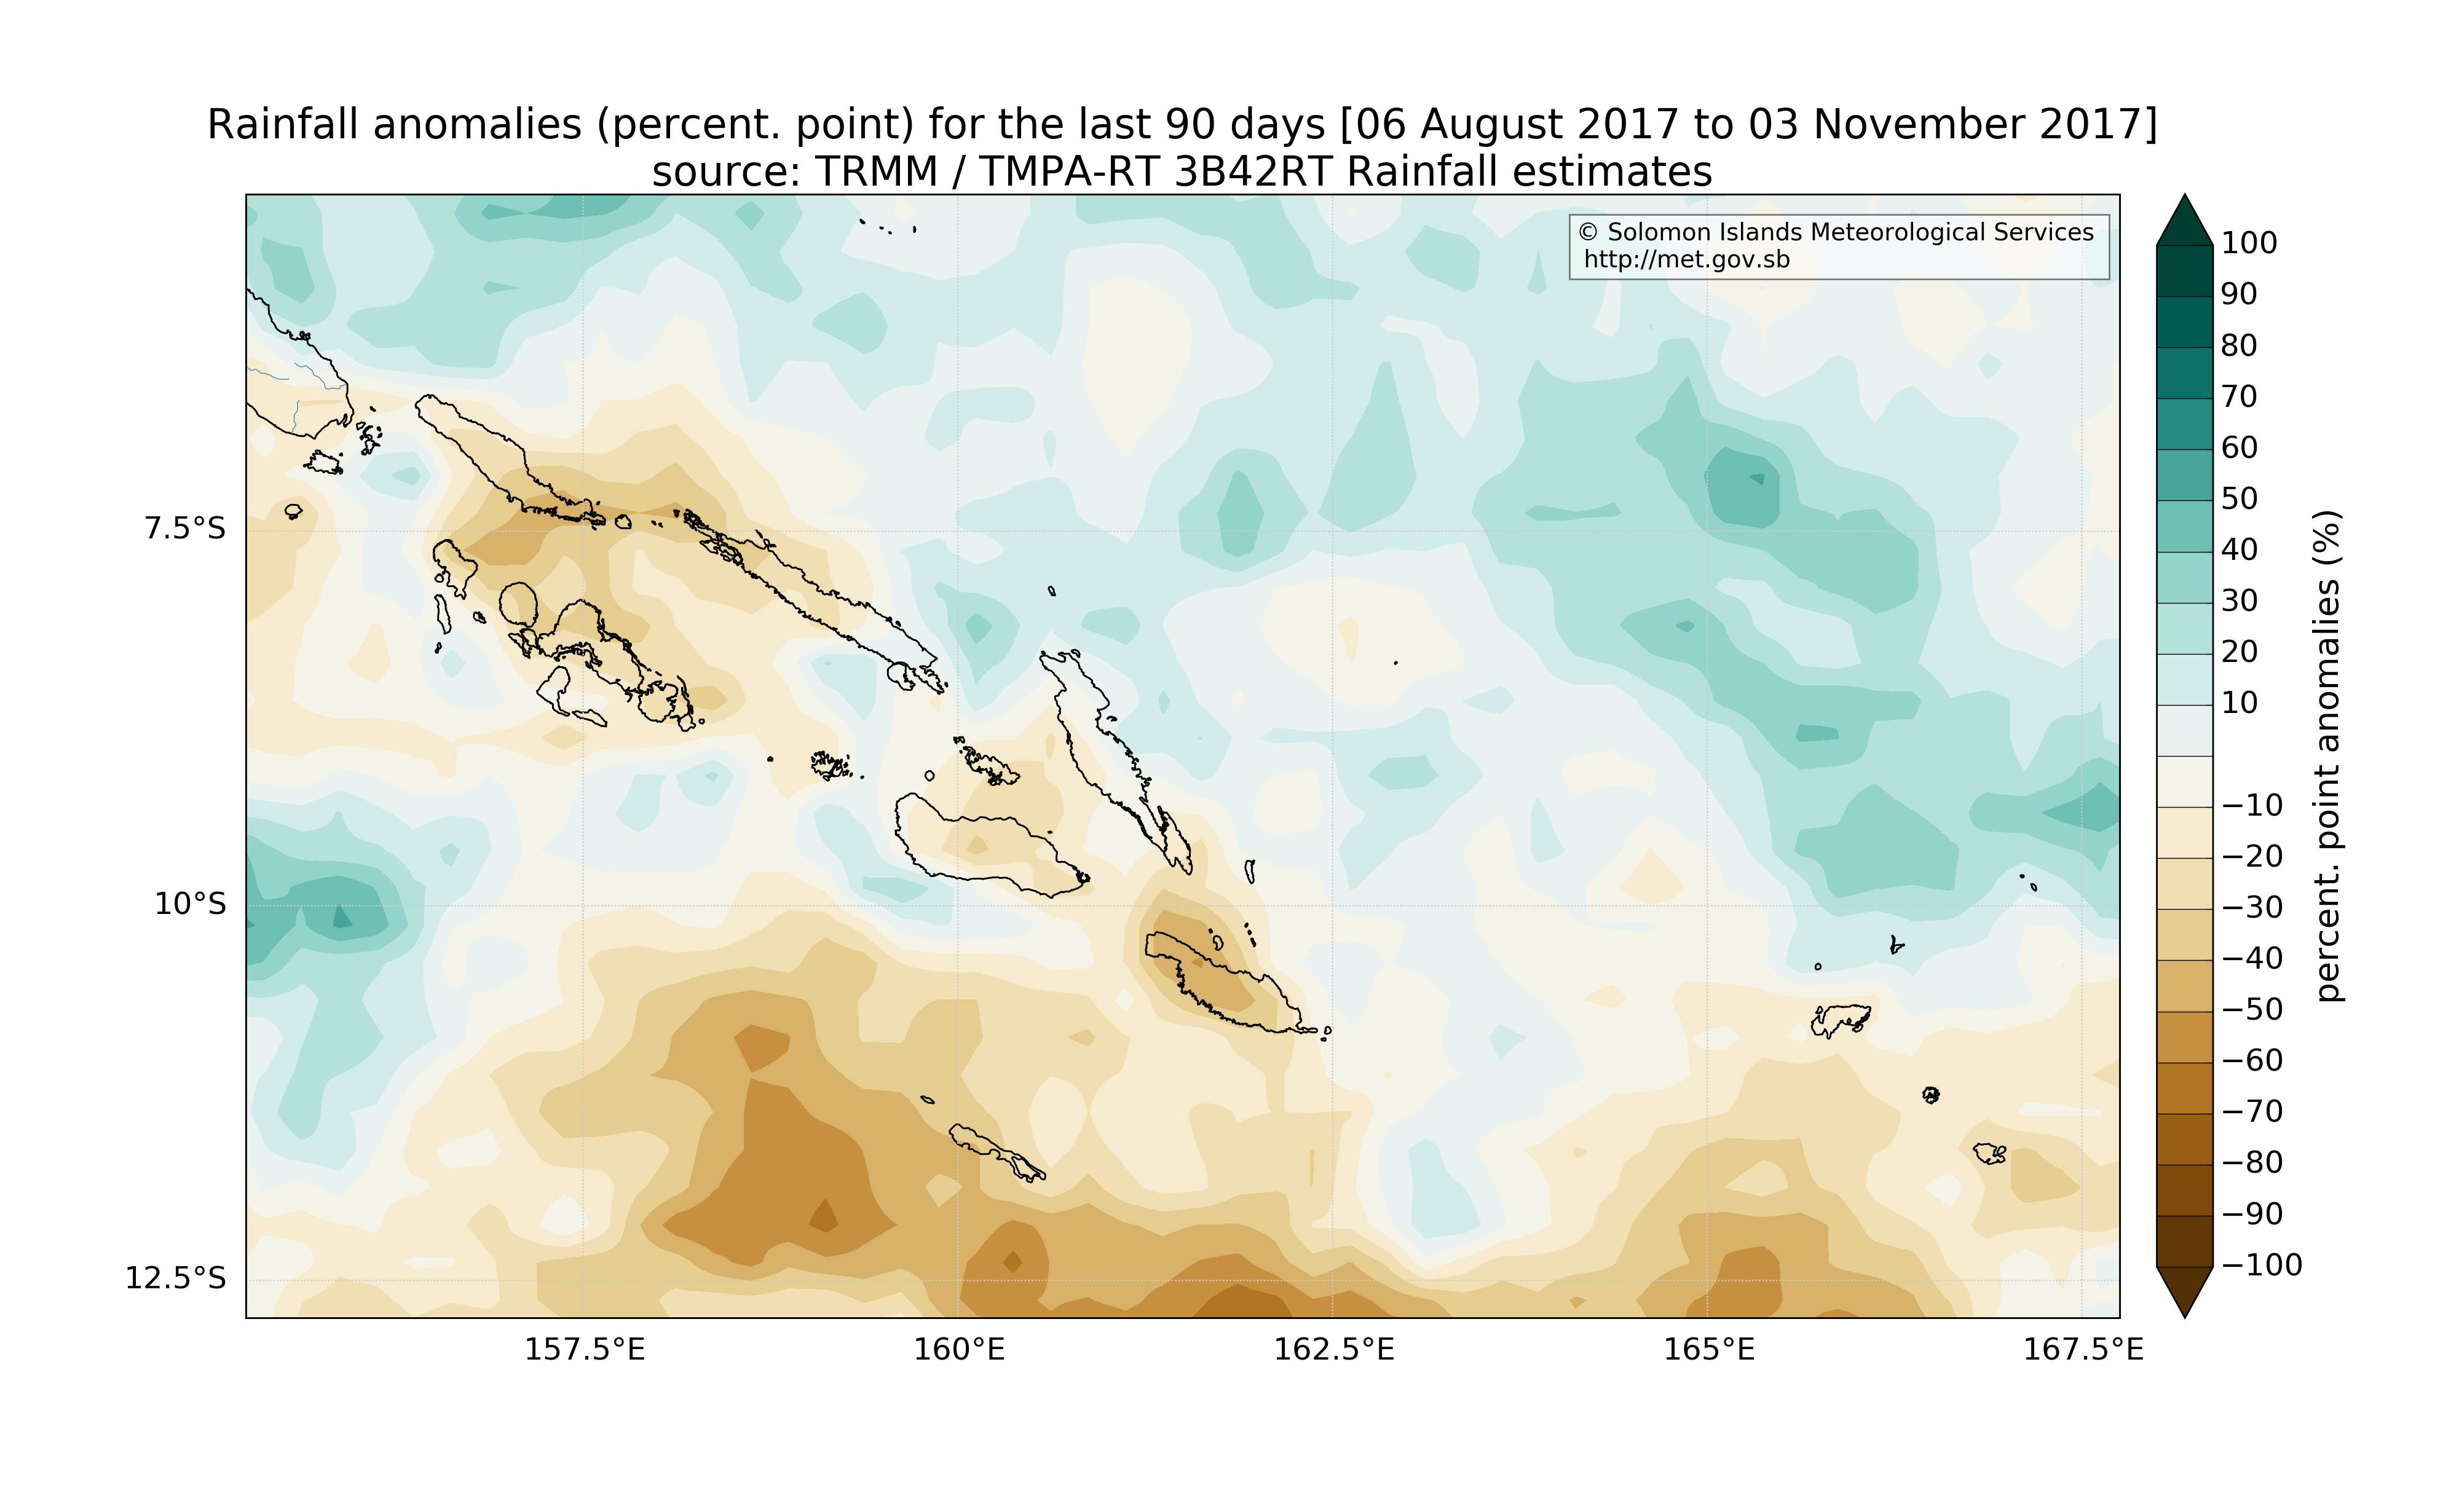 Rainfall anomalies (percent. point) for the last 90 days [06 August 2017 to 03 November 2017]
source: TRMM / TMPA-RT 3B42RT Rainfall estimates
© Solomon Islands Meteorological Services
http://met.gov.sb
7.5°S
10°S
12.5°S
157.5°E
160°E
162.5°E
165°E
167.5°E
100
90
80
70
60
50
40
30
20
10
−10
−20
−30
−40
−50
−60
−70
−80
−90
−100
percent. point anomalies (%)